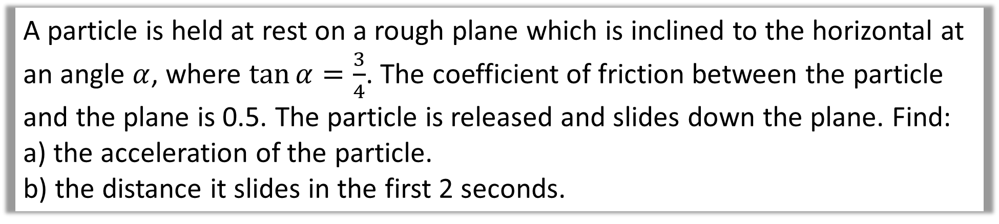 A particle is held at rest on a rough plane which is inclined to the horizontal at
an angle α, where tan α = 3/4. The coefficient of friction between the particle
and the plane is 0.5. The particle is released and slides down the plane. Find:
a) the acceleration of the particle.
b) the distance it slides in the first 2 seconds.